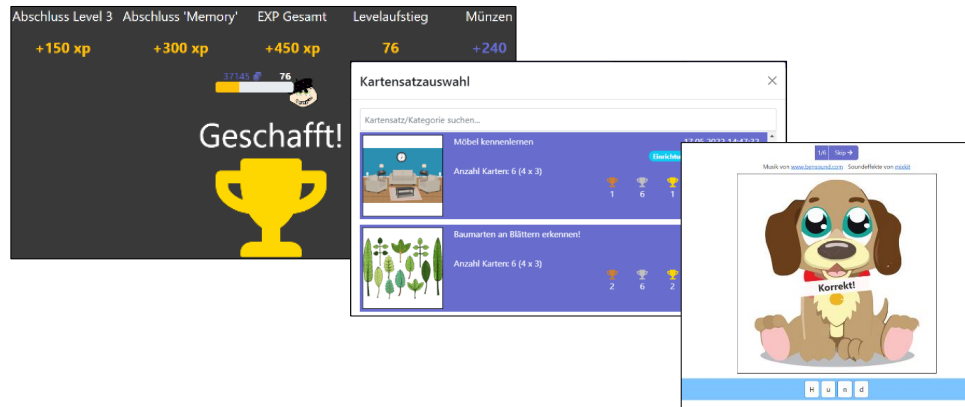 Abschluss Level 3 Abschluss 'Memory' EXP Gesamt Levelaufstieg Münzen
+150 xp +300 xp +450 xp 76 +240
37145 76
Geschafft!
Kartensatzauswahl
Kartensatz/Kategorie suchen...
Möbel kennenlernen
Anzahl Karten: 6 (4 x 3)
1 6 1
Baumarten an Blättern erkennen!
Anzahl Karten: 6 (4 x 3)
2 6 2
1/6 Skip →
Musik von www.bensound.com Soundeffekte von mixkit
Korrekt!
H u n d